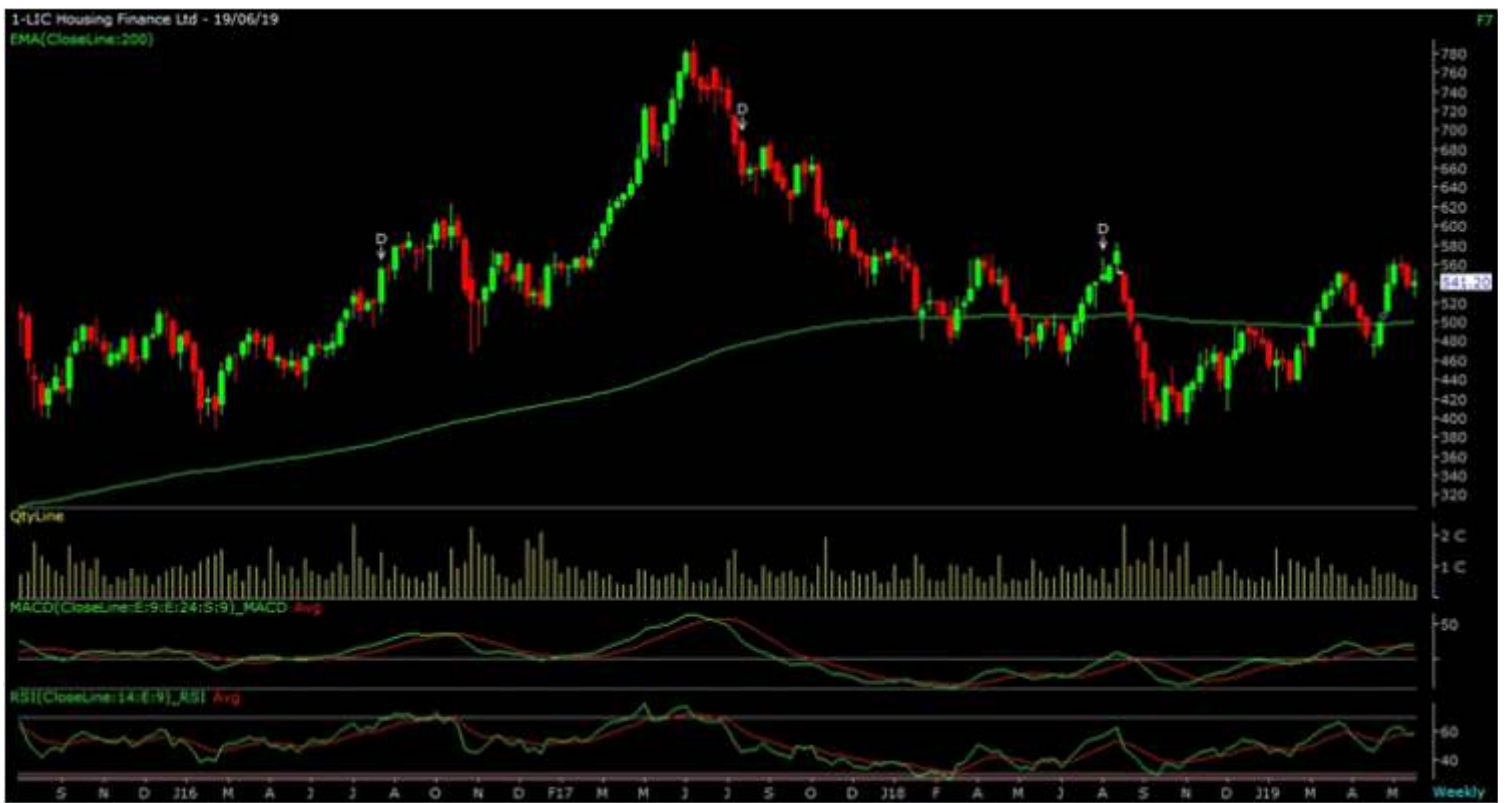 1-LIC Housing Finance Ltd - 19/06/19
F7
EMA(CloseLine:200)
780
760
740
720
700
680
660
640
620
600
580
560
541.20
520
500
480
460
440
420
400
380
360
340
320
D
D
D
QtyLine
2 C
1 C
MACD(CloseLine:E:9:E:24:S:9)_MACD Avg
50
RSI(CloseLine:14:E:9)_RSI Avg
60
40
S N D J16 M A J J A O N D F17 M M J J S O D J18 F A M J A S N D J19 M A M Weekly